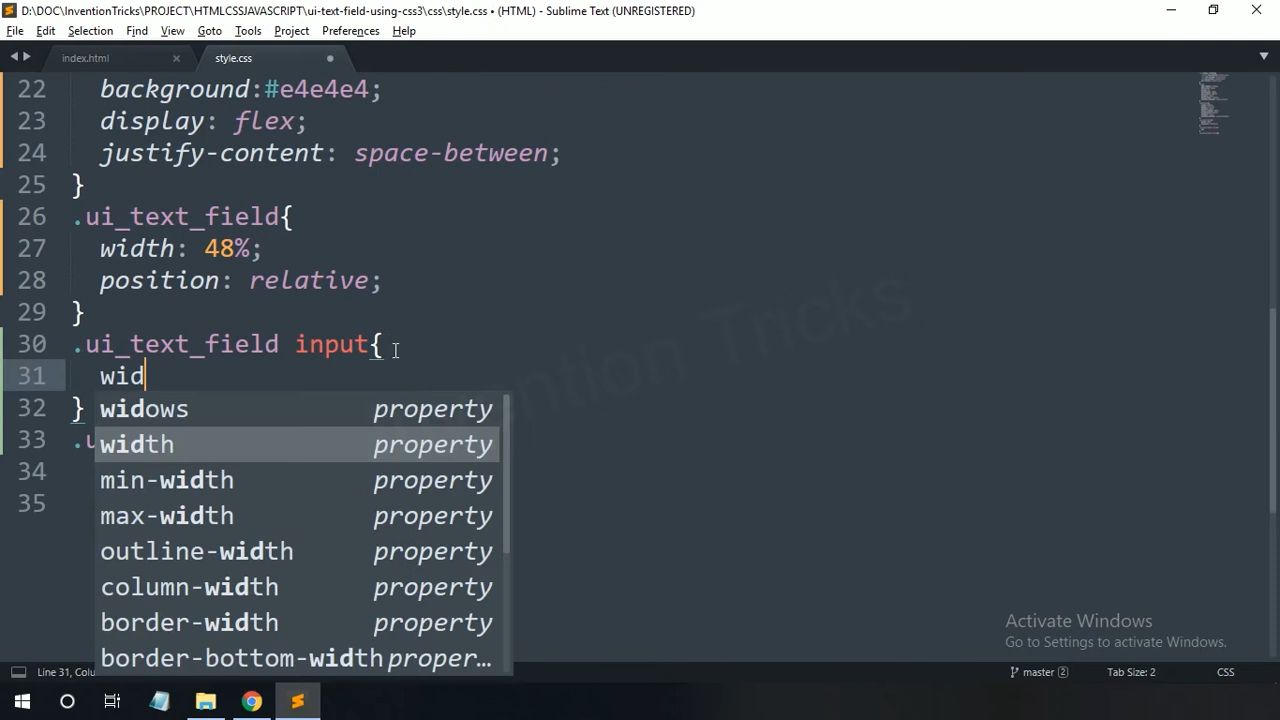 D:\DOC\InventionTricks\PROJECT\HTMLCSSJAVASCRIPT\ui-text-field-using-css3\css\style.css • (HTML) - Sublime Text (UNREGISTERED)
File Edit Selection Find View Goto Tools Project Preferences Help
index.html style.css
22 background:#e4e4e4;
23 display: flex;
24 justify-content: space-between;
25 }
26 .ui_text_field{
27 width: 48%;
28 position: relative;
29 }
30 .ui_text_field input{
31 wid
32 } widows property
33 .u width property
34 min-width property
35 max-width property
outline-width property
column-width property
border-width property
border-bottom-width proper...
Invention Tricks
Activate Windows
Go to Settings to activate Windows.
Line 31, Colu master 2 Tab Size: 2 CSS